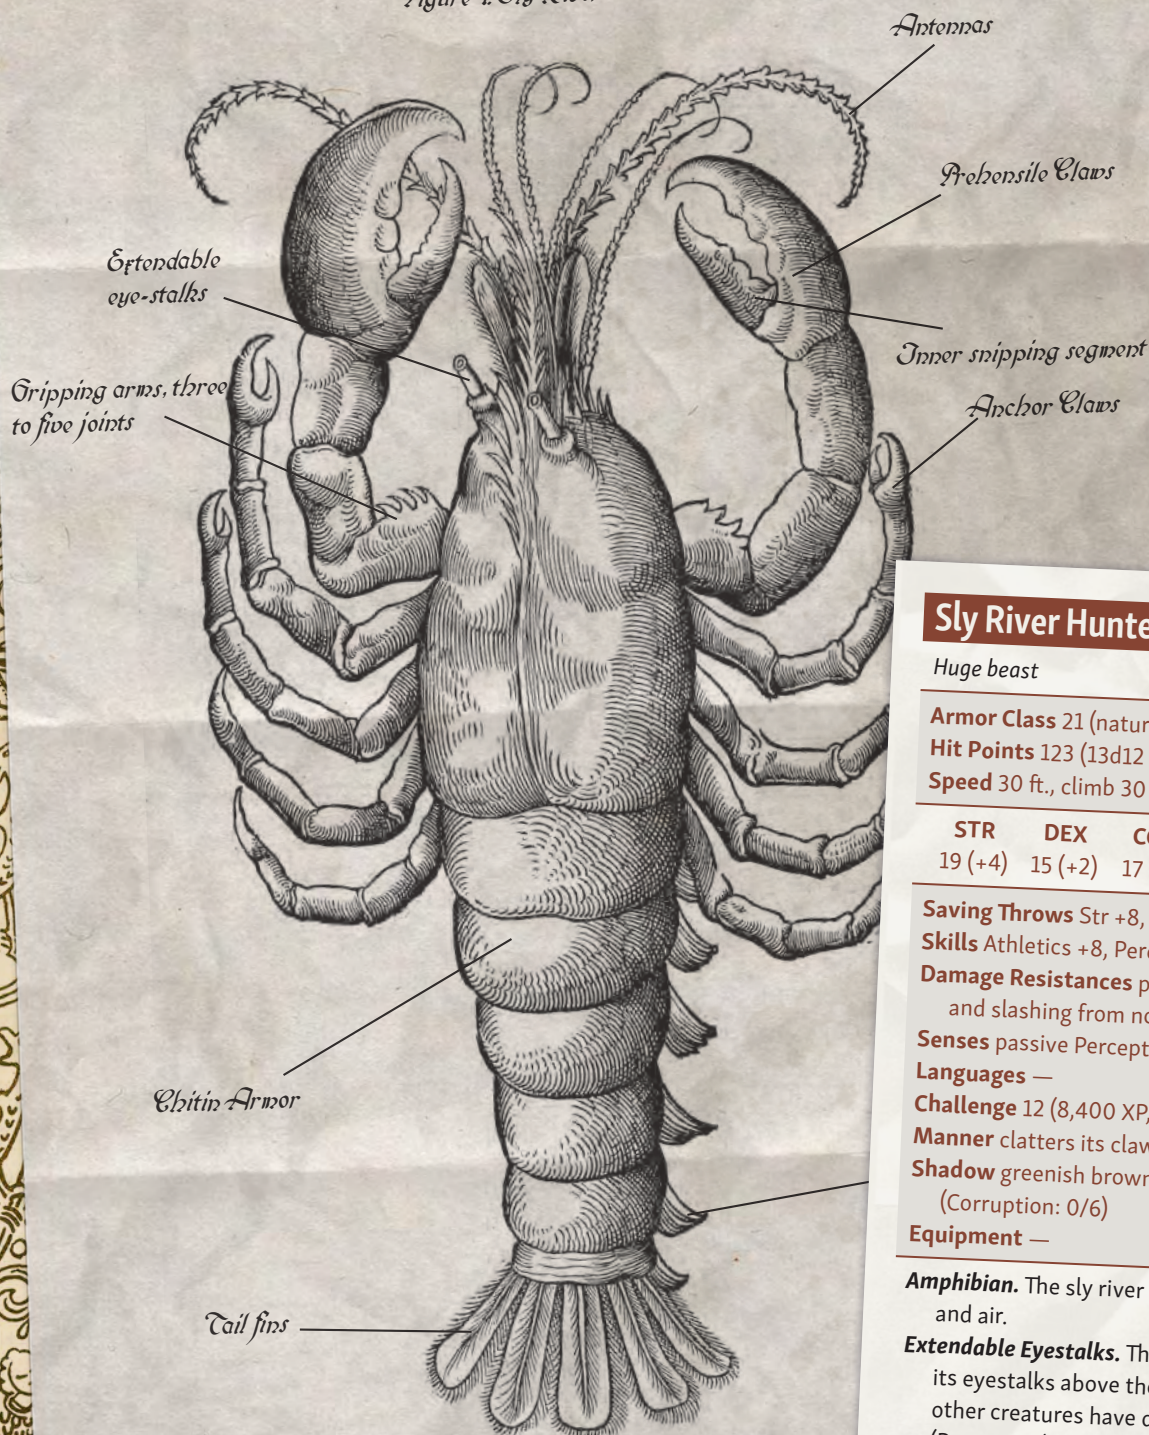 Figure 1: Sly River
Antennas
Prehensile Claws
Extendable
eye-stalks
Inner snipping segment
Gripping arms, three
to five joints
Anchor Claws
Chitin Armor
Tail fins
Sly River Hunte
Huge beast
Armor Class 21 (natur
Hit Points 123 (13d12
Speed 30 ft., climb 30
STR DEX CO
19 (+4) 15 (+2) 17
Saving Throws Str +8,
Skills Athletics +8, Perc
Damage Resistances p
and slashing from no
Senses passive Percept
Languages —
Challenge 12 (8,400 XP,
Manner clatters its claw
Shadow greenish brown
(Corruption: 0/6)
Equipment —
Amphibian. The sly river
and air.
Extendable Eyestalks. Th
its eyestalks above the
other creatures have d